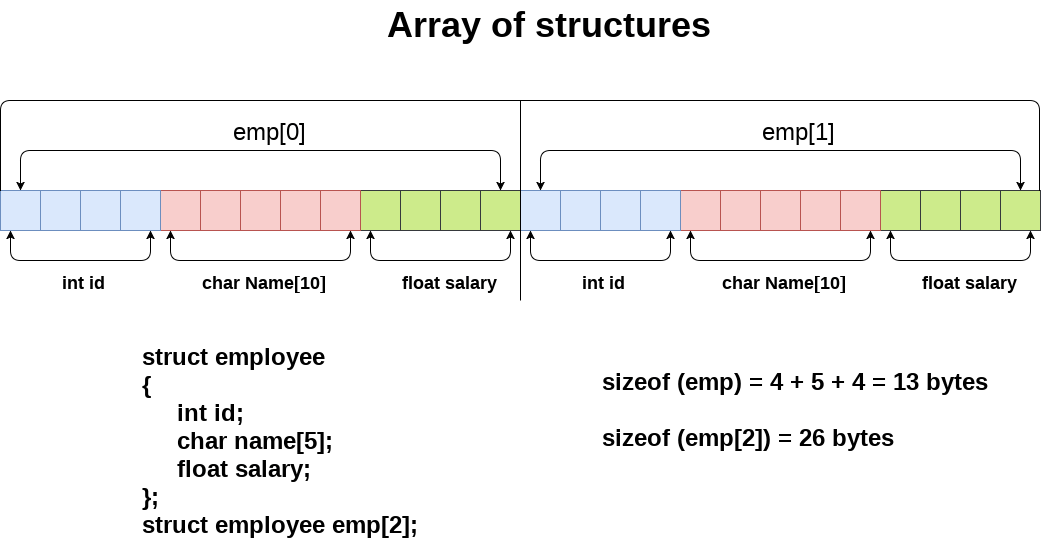 Array of structures
emp[0]
emp[1]
int id
char Name[10]
float salary
int id
char Name[10]
float salary
struct employee
{
int id;
char name[5];
float salary;
};
struct employee emp[2];
sizeof (emp) = 4 + 5 + 4 = 13 bytes
sizeof (emp[2]) = 26 bytes